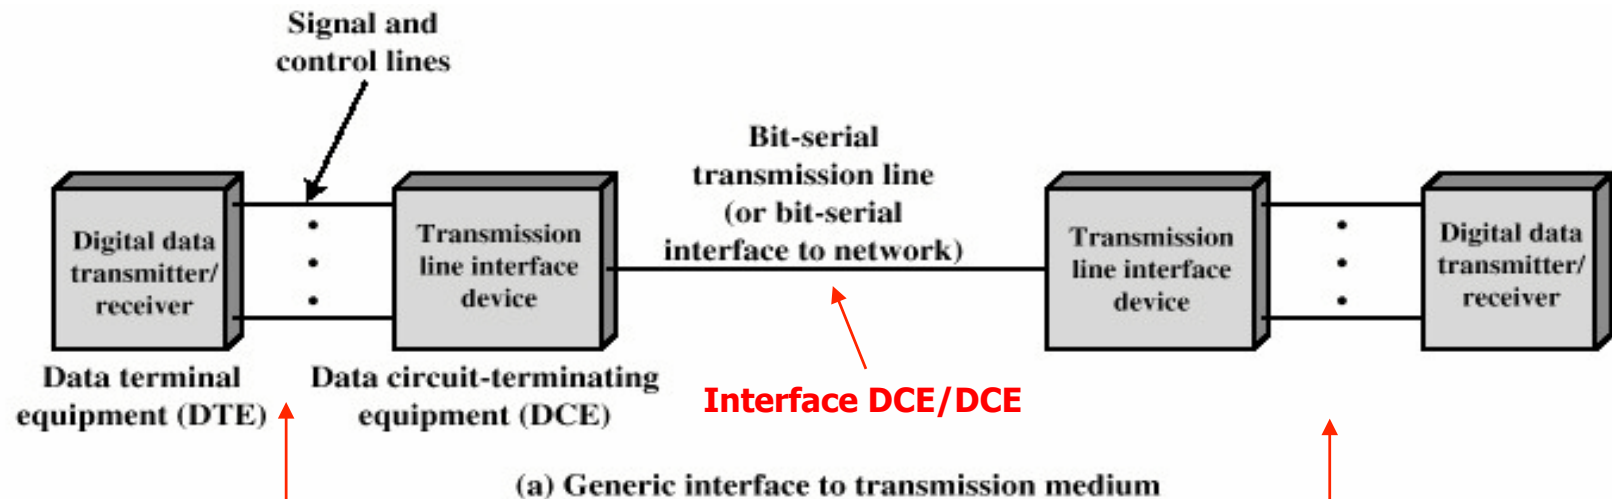 Signal and
control lines
Bit-serial
transmission line
(or bit-serial
interface to network)
Digital data
transmitter/
receiver
Transmission
line interface
device
Transmission
line interface
device
Digital data
transmitter/
receiver
Data terminal
equipment (DTE)
Data circuit-terminating
equipment (DCE)
Interface DCE/DCE
(a) Generic interface to transmission medium